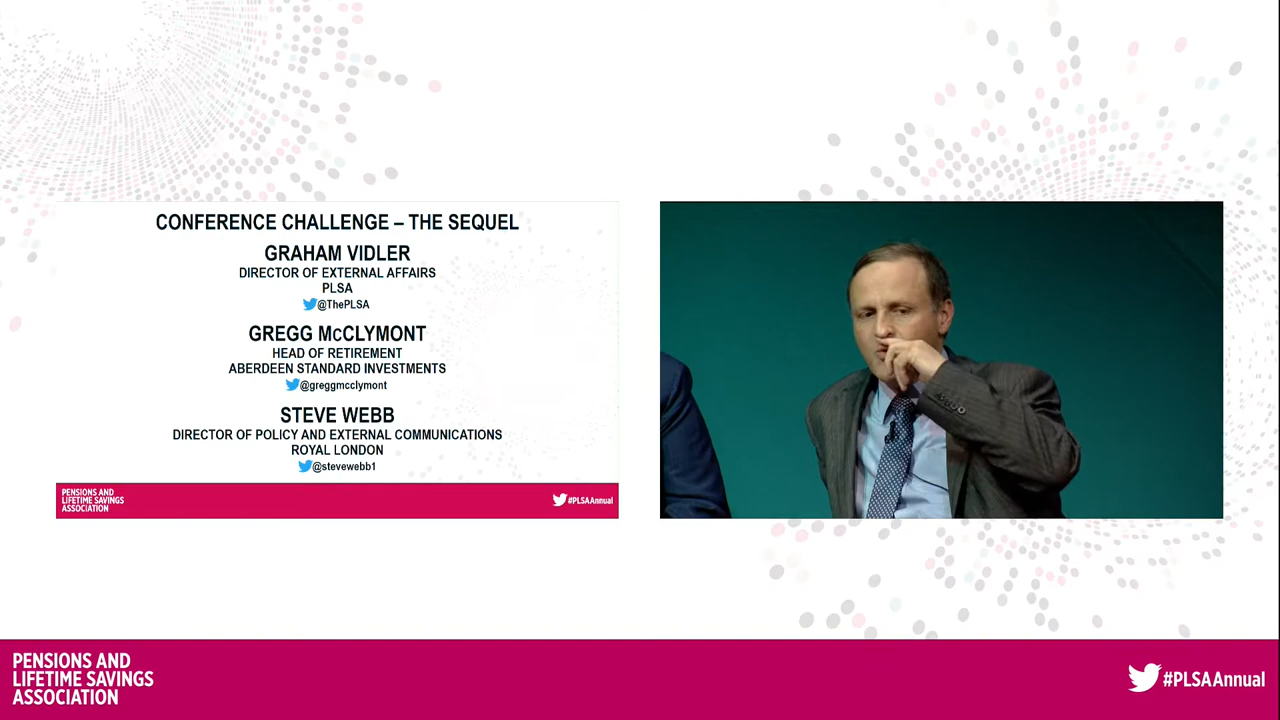 CONFERENCE CHALLENGE – THE SEQUEL
GRAHAM VIDLER
DIRECTOR OF EXTERNAL AFFAIRS
PLSA
@ThePLSA
GREGG McCLYMONT
HEAD OF RETIREMENT
ABERDEEN STANDARD INVESTMENTS
@greggmcclymont
STEVE WEBB
DIRECTOR OF POLICY AND EXTERNAL COMMUNICATIONS
ROYAL LONDON
@stevewebb1
PENSIONS AND
LIFETIME SAVINGS
ASSOCIATION
#PLSAAnnual
PENSIONS AND
LIFETIME SAVINGS
ASSOCIATION
#PLSAAnnual